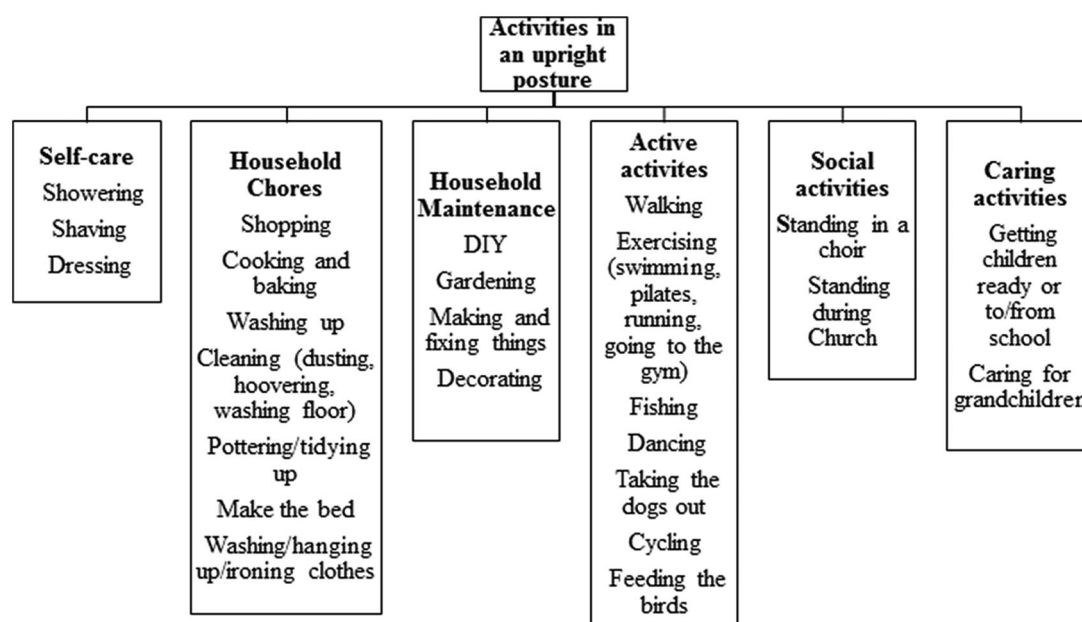 Activities in
an upright
posture
Self-care
Showering
Shaving
Dressing
Household
Chores
Shopping
Cooking and
baking
Washing up
Cleaning (dusting,
hoovering,
washing floor)
Pottering/tidying
up
Make the bed
Washing/hanging
up/ironing clothes
Household
Maintenance
DIY
Gardening
Making and
fixing things
Decorating
Active
activites
Walking
Exercising
(swimming,
pilates,
running,
going to the
gym)
Fishing
Dancing
Taking the
dogs out
Cycling
Feeding the
birds
Social
activities
Standing in a
choir
Standing
during
Church
Caring
activities
Getting
children
ready or
to/from
school
Caring for
grandchildren